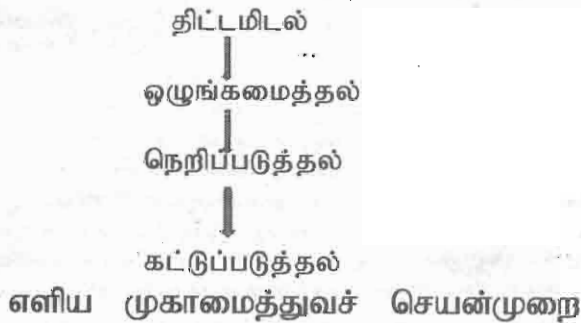 திட்டமிடல்
ஒழுங்கமைத்தல்
நெறிப்படுத்தல்
கட்டுப்படுத்தல்
எளிய முகாமைத்துவச் செயன்முறை